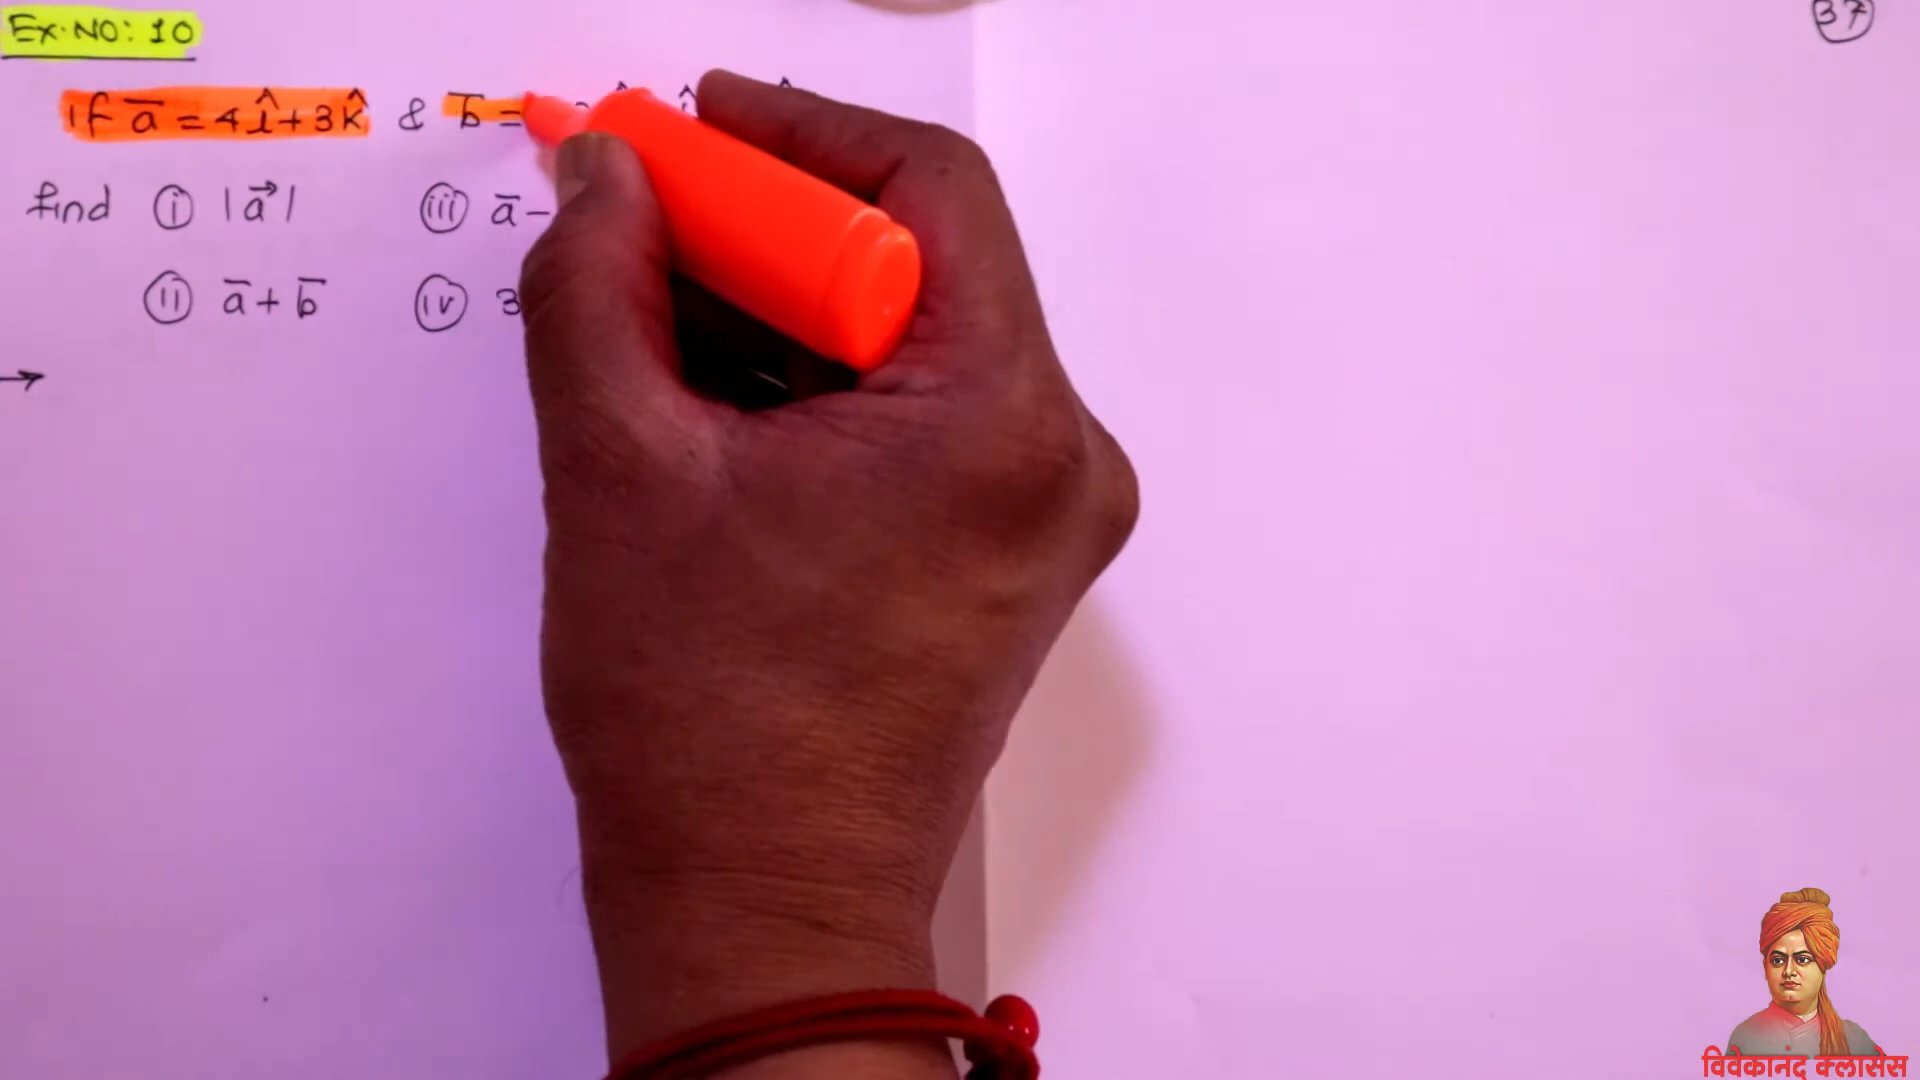 Ex. NO: 10
37
If a̅ = 4î + 3k̂ & b̅ =
find (i) |a⃗| (iii) a̅ -
(ii) a̅ + b̅ (iv) 3
→
विवेकानंद क्लासेस